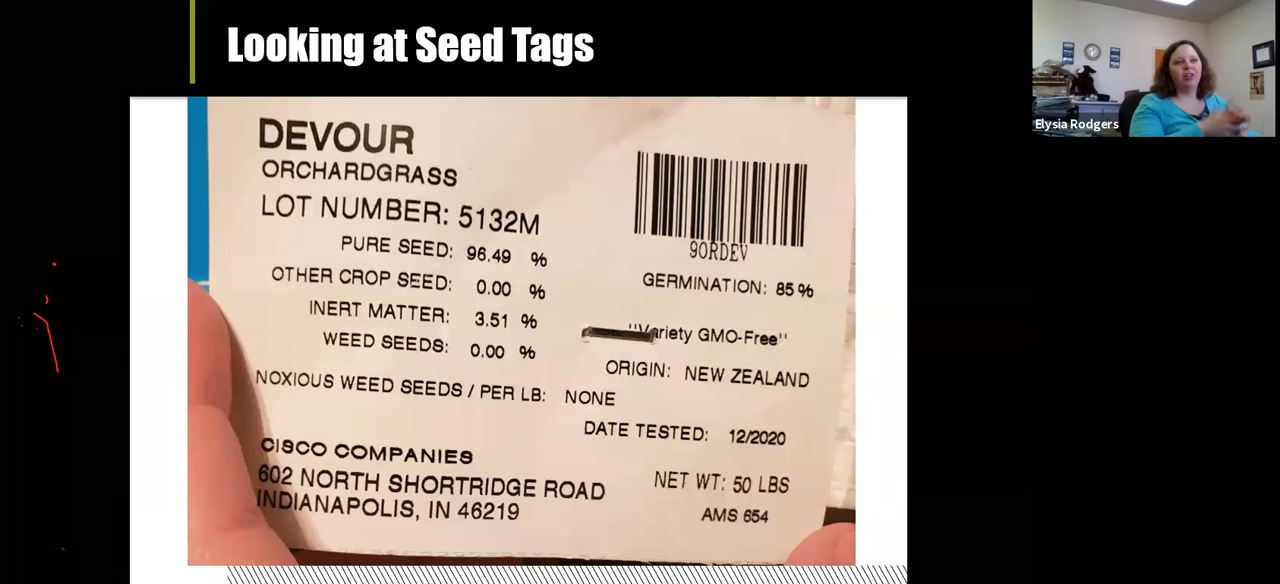 Looking at Seed Tags
Elysia Rodgers
DEVOUR
ORCHARDGRASS
LOT NUMBER: 5132M
PURE SEED: 96.49 %
OTHER CROP SEED: 0.00 %
INERT MATTER: 3.51 %
WEED SEEDS: 0.00 %
NOXIOUS WEED SEEDS / PER LB: NONE
9ORDEV
GERMINATION: 85 %
"Variety GMO-Free"
ORIGIN: NEW ZEALAND
DATE TESTED: 12/2020
CISCO COMPANIES
602 NORTH SHORTRIDGE ROAD
INDIANAPOLIS, IN 46219
NET WT: 50 LBS
AMS 654